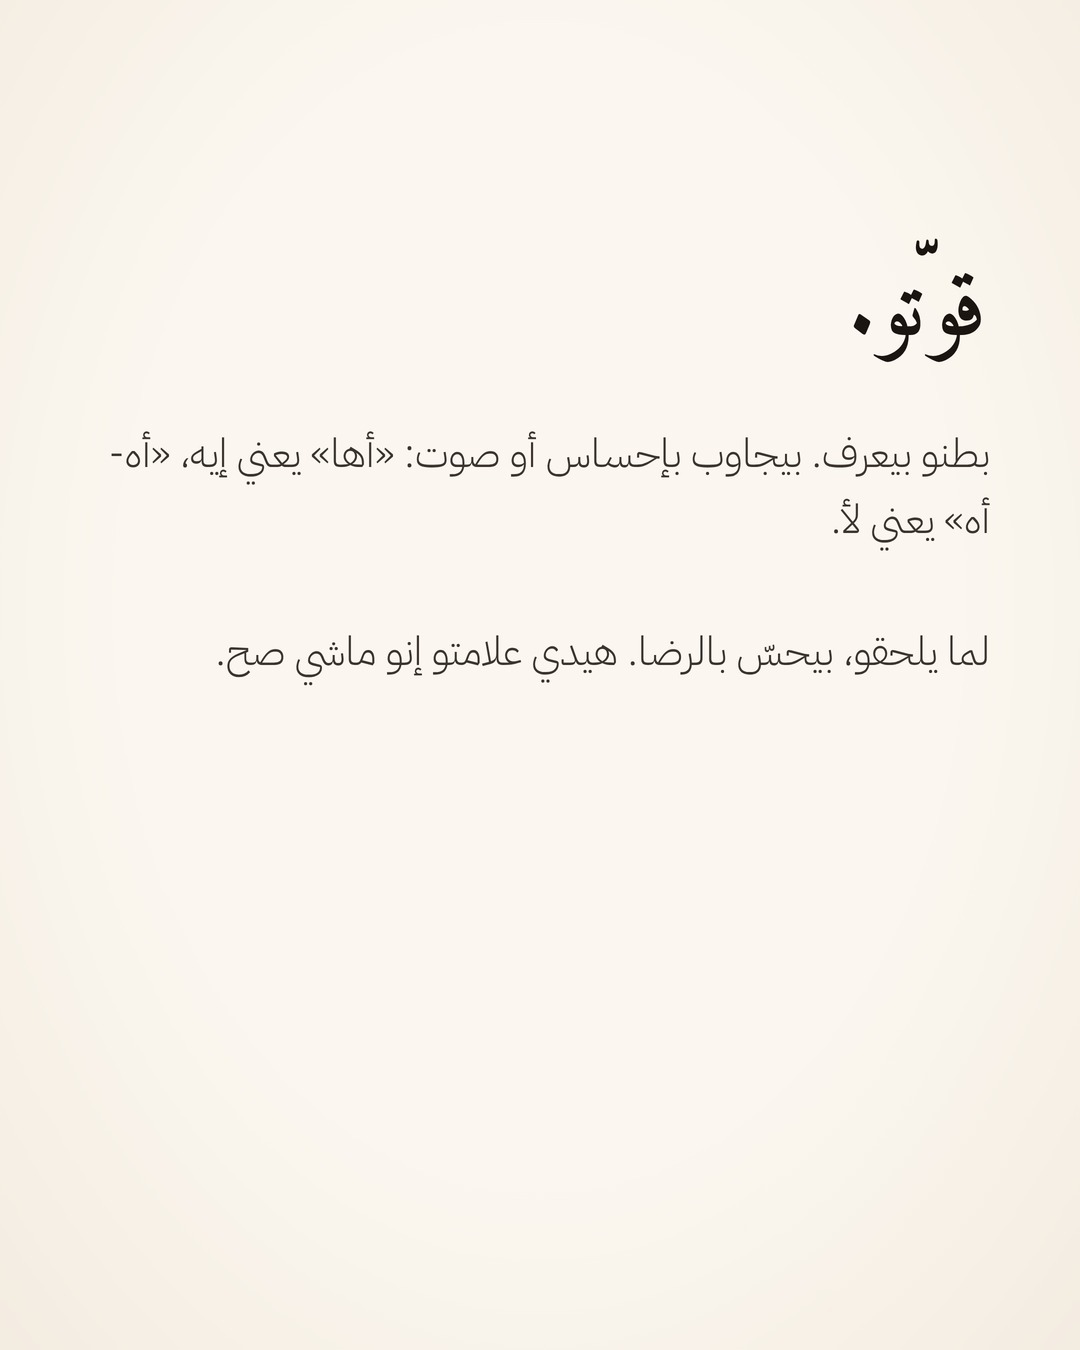 قوّتو.
بطنو بيعرف. بيجاوب بإحساس أو صوت: «أها» يعني إيه، «أه-
أه» يعني لأ.
لما يلحقو، بيحسّ بالرضا. هيدي علامتو إنو ماشي صح.